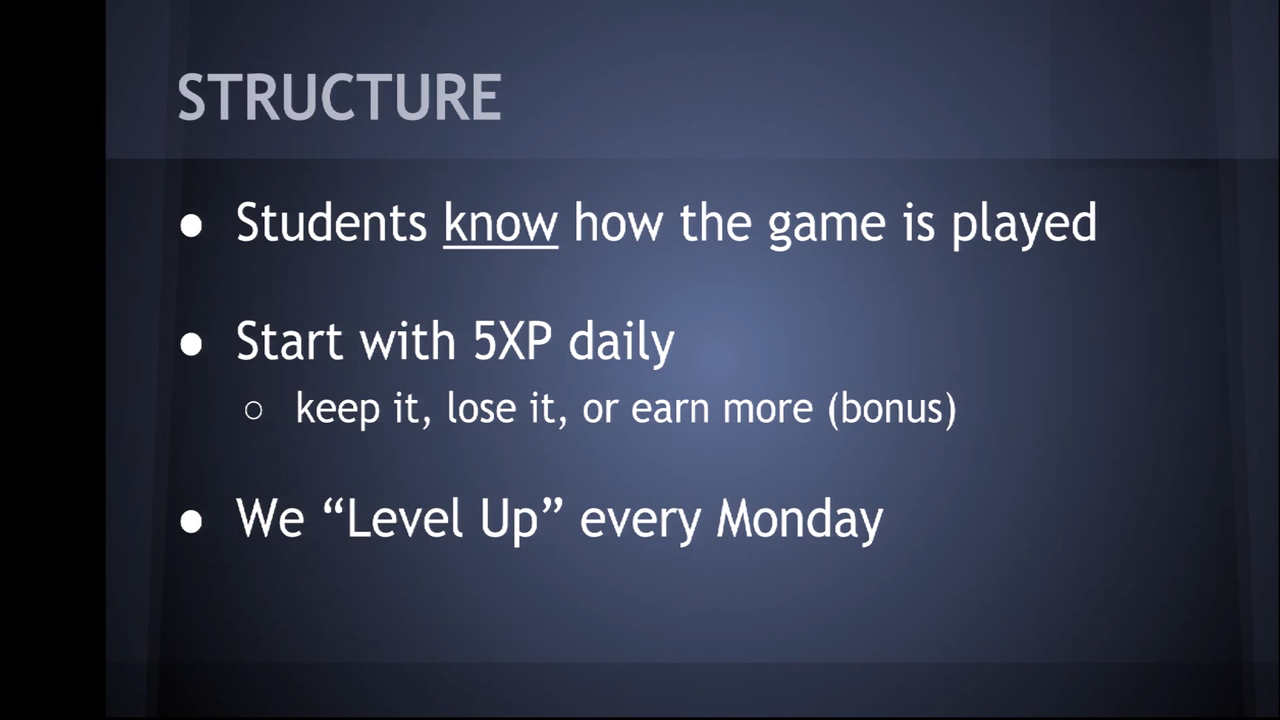 STRUCTURE
● Students know how the game is played
● Start with 5XP daily
○ keep it, lose it, or earn more (bonus)
● We “Level Up” every Monday